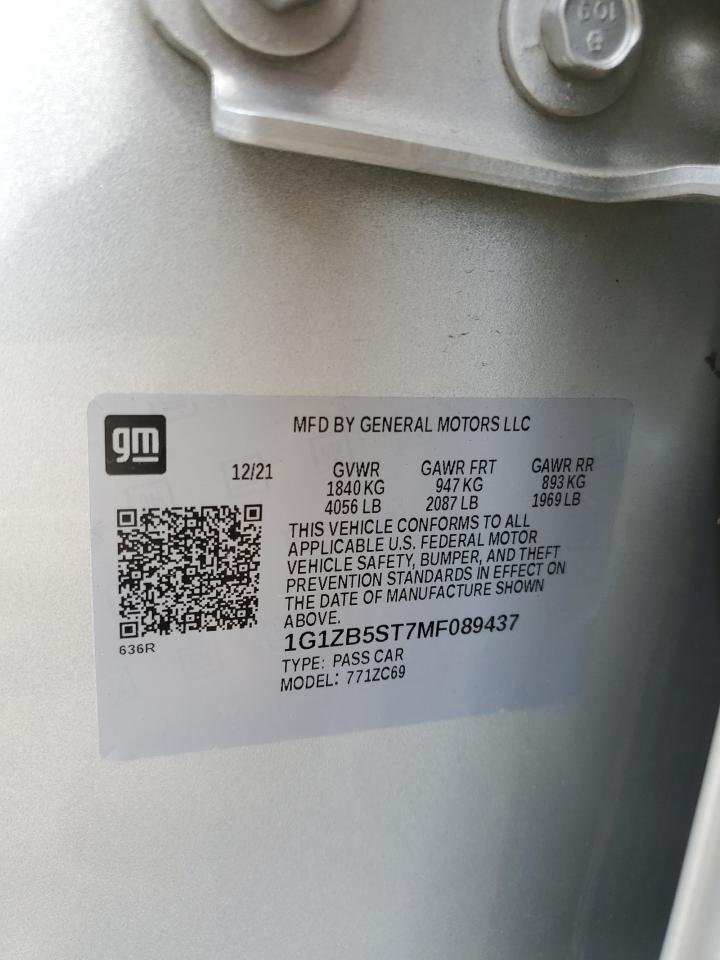 109
8
gm
MFD BY GENERAL MOTORS LLC
12/21
GVWR GAWR FRT GAWR RR
1840 KG 947 KG 893 KG
4056 LB 2087 LB 1969 LB
THIS VEHICLE CONFORMS TO ALL
APPLICABLE U.S. FEDERAL MOTOR
VEHICLE SAFETY, BUMPER, AND THEFT
PREVENTION STANDARDS IN EFFECT ON
THE DATE OF MANUFACTURE SHOWN
ABOVE.
1G1ZB5ST7MF089437
TYPE: PASS CAR
MODEL: 771ZC69
636R